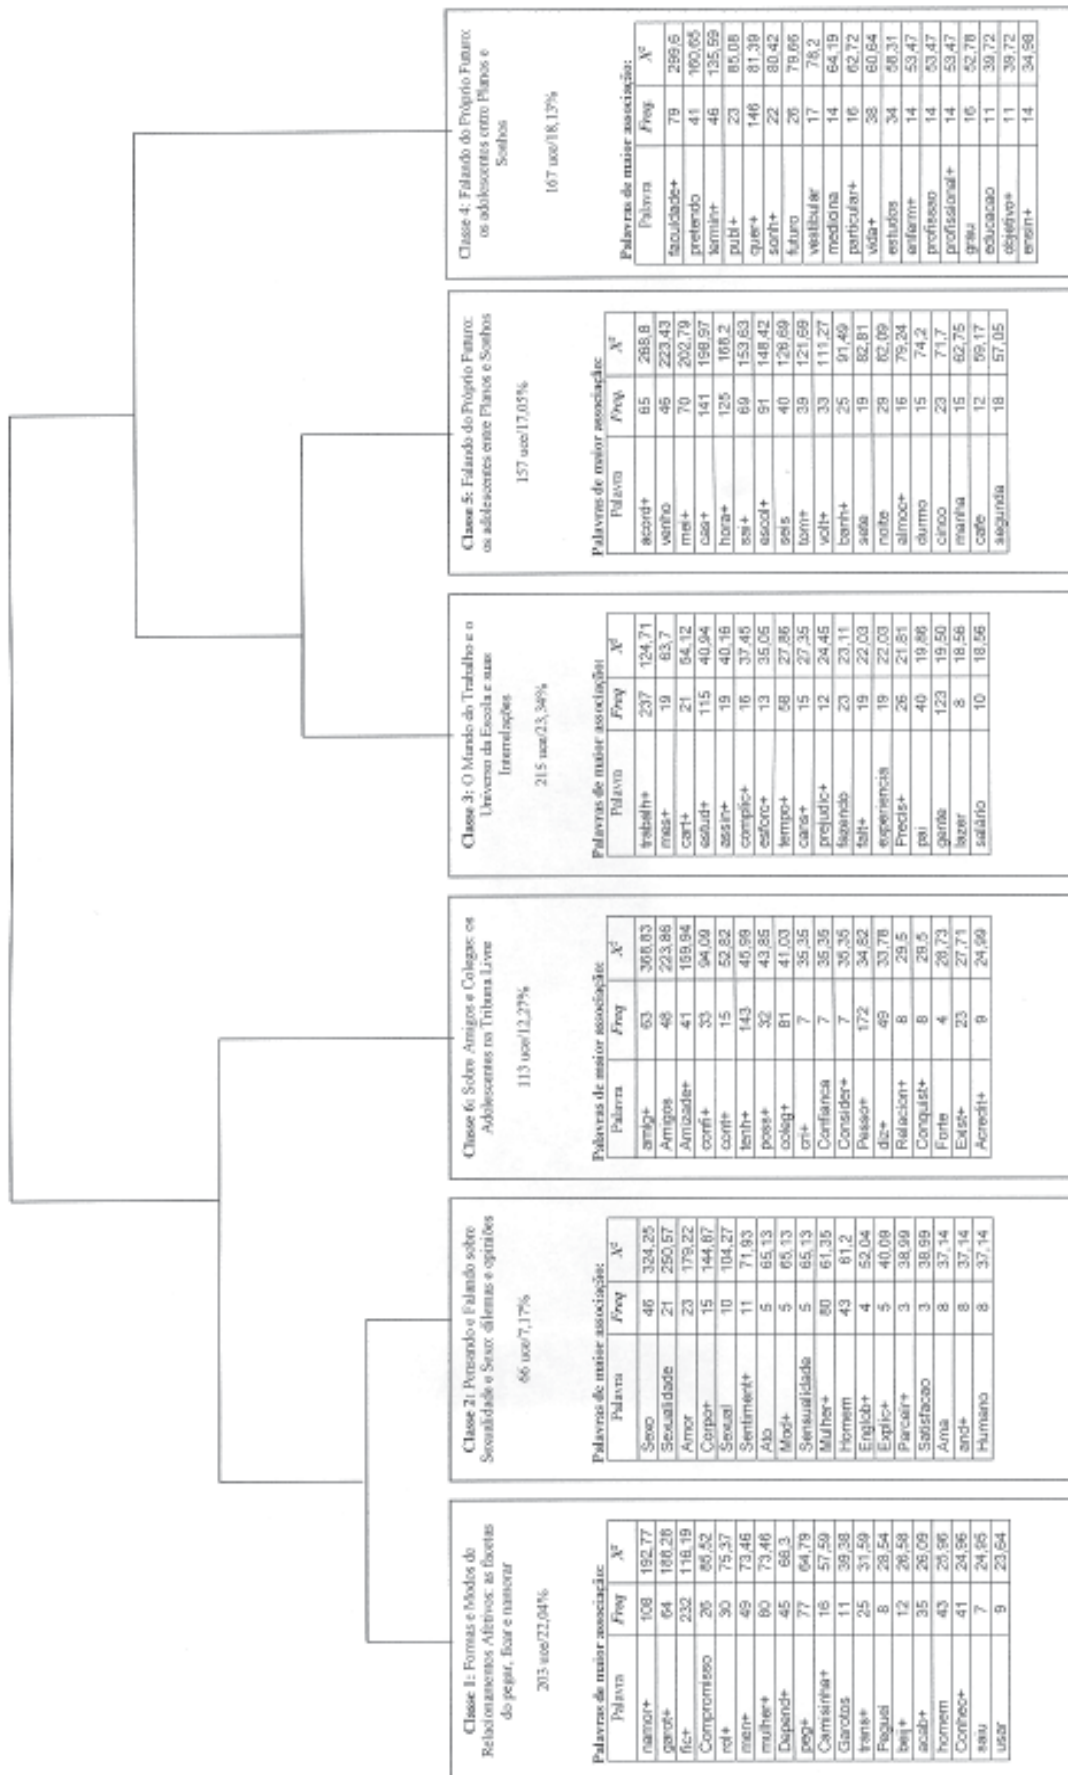 Classe 1: Formas e Modos do
Relacionamentos Afetivos: as facetas
do pegar, ficar e namorar
203 uce/22,04%
Palavras de maior associação:
Palavra Freq X²
namor+ 108 192,77
garot+ 64 188,28
fic+ 232 118,19
Compromisso 26 86,52
rol+ 30 75,37
men+ 49 73,46
mulher+ 80 73,46
Depend+ 45 68,3
peg+ 77 64,79
Camisinha+ 16 57,59
Garotos 11 39,38
trans+ 25 31,59
Peguei 8 28,54
beij+ 12 26,58
acab+ 35 26,09
homem 43 25,96
Conhec+ 41 24,96
saiu 7 24,95
usar 9 23,64
Classe 2: Pensando e Falando sobre
Sexualidade e Sexo: dilemas e opiniões
66 uce/7,17%
Palavras de maior associação:
Palavra Freq X²
Sexo 46 324,25
Sexualidade 21 250,57
Amor 23 179,22
Corpo+ 15 144,87
Sexual 10 104,27
Sentiment+ 11 71,93
Ato 5 65,13
Mod+ 5 65,13
Sensualidade 5 65,13
Mulher+ 80 61,35
Homem 43 61,2
Englob+ 4 52,04
Explic+ 5 40,09
Parceir+ 3 38,99
Satisfacao 3 38,99
Ama 8 37,14
and+ 8 37,14
Humano 8 37,14
Classe 6: Sobre Amigos e Colegas: os
Adolescentes na Tribuna Livre
113 uce/12,27%
Palavras de maior associação:
Palavra Freq X²
amig+ 63 368,83
Amigos 48 223,86
Amizade+ 41 159,94
confi+ 33 94,09
cont+ 15 52,82
tenh+ 143 45,99
poss+ 32 43,85
coleg+ 81 41,03
cri+ 7 35,35
Confianca 7 35,35
Consider+ 7 35,35
Pesso+ 172 34,82
diz+ 49 33,78
Relacion+ 8 29,5
Conquist+ 8 29,5
Forte 4 28,73
Exist+ 23 27,71
Acredit+ 9 24,99
Classe 3: O Mundo do Trabalho e o
Universo da Escola e suas
Interrelações
215 uce/23,34%
Palavras de maior associação:
Palavra Freq X²
trabalh+ 237 124,71
mes+ 19 63,7
cart+ 21 54,12
estud+ 115 40,94
assin+ 19 40,16
complic+ 16 37,45
esforc+ 13 35,05
tempo+ 58 27,86
cans+ 15 27,35
prejudic+ 12 24,45
fazendo 23 23,11
falt+ 19 22,03
experiencia 19 22,03
Precis+ 26 21,81
pai 40 19,86
gente 123 19,50
lazer 8 18,56
salário 10 18,56
Classe 5: Falando do Próprio Futuro:
os adolescentes entre Planos e Sonhos
157 uce/17,05%
Palavras de maior associação:
Palavra Freq. X²
acord+ 65 288,8
venho 46 223,43
mei+ 70 202,79
cas+ 141 198,97
hora+ 125 168,2
sai+ 69 153,63
escol+ 91 148,42
seis 40 128,69
tom+ 39 121,69
volt+ 33 111,27
banh+ 25 91,49
sete 19 82,81
noite 29 82,09
almoc+ 16 79,24
durmo 15 74,2
cinco 23 71,7
manha 15 62,75
cafe 12 59,17
segunda 18 57,05
Classe 4: Falando do Próprio Futuro:
os adolescentes entre Planos e
Sonhos
167 uce/18,13%
Palavras de maior associação:
Palavra Freq. X²
faculdade+ 79 299,6
pretendo 41 160,65
termin+ 46 135,59
publ+ 23 85,08
quer+ 146 81,39
sonh+ 22 80,42
futuro 26 79,66
vestibular 17 78,2
medicina 14 64,19
particular+ 16 62,72
vida+ 38 60,64
estudos 34 58,31
enferm+ 14 53,47
profissao 14 53,47
profissional+ 14 53,47
grau 16 52,78
educacao 11 39,72
objetivo+ 11 39,72
ensin+ 14 34,98